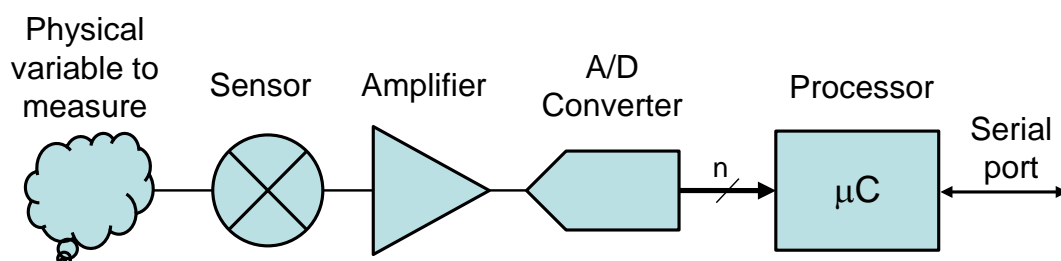 Physical
variable to
measure
Sensor
Amplifier
A/D
Converter
n
Processor
μC
Serial
port